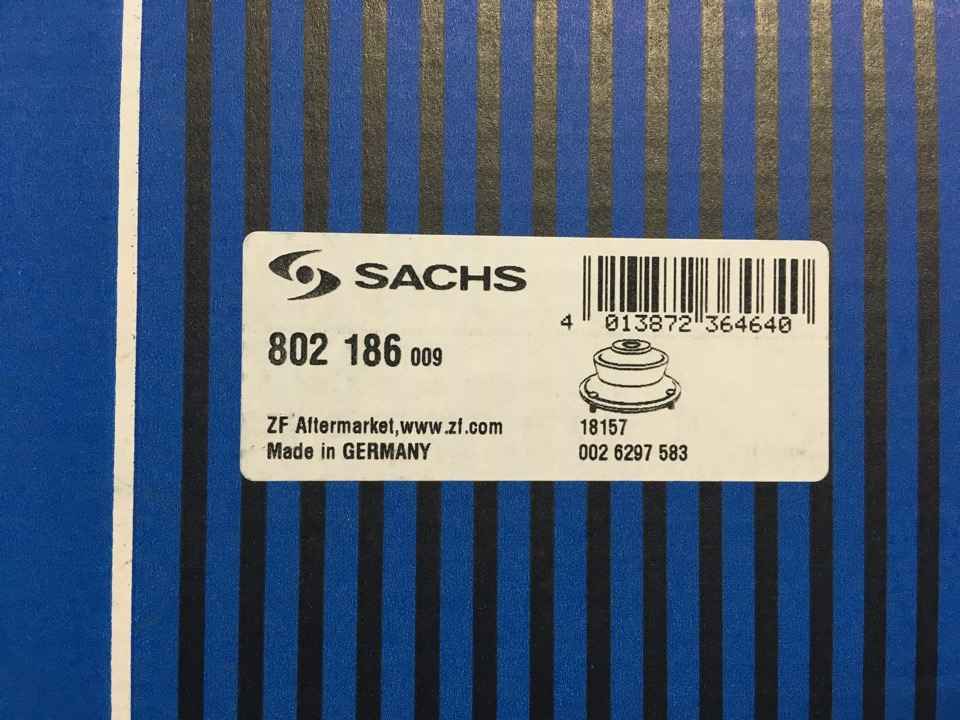 SACHS
4 013872 364640
802 186 009
ZF Aftermarket,www.zf.com
Made in GERMANY
18157
002 6297 583